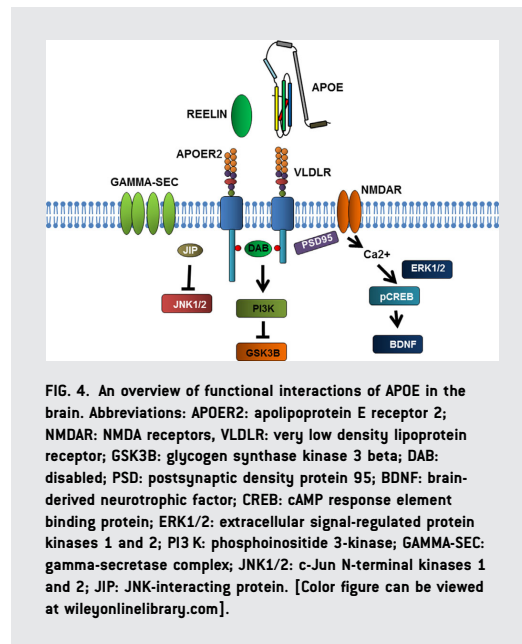 APOE
REELIN
APOER2
VLDLR
GAMMA-SEC
NMDAR
PSD95
JIP
DAB
Ca2+
ERK1/2
JNK1/2
PI3K
pCREB
GSK3B
BDNF
FIG. 4. An overview of functional interactions of APOE in the
brain. Abbreviations: APOER2: apolipoprotein E receptor 2;
NMDAR: NMDA receptors, VLDLR: very low density lipoprotein
receptor; GSK3B: glycogen synthase kinase 3 beta; DAB:
disabled; PSD: postsynaptic density protein 95; BDNF: brain-
derived neurotrophic factor; CREB: cAMP response element
binding protein; ERK1/2: extracellular signal-regulated protein
kinases 1 and 2; PI3 K: phosphoinositide 3-kinase; GAMMA-SEC:
gamma-secretase complex; JNK1/2: c-Jun N-terminal kinases 1
and 2; JIP: JNK-interacting protein. [Color figure can be viewed
at wileyonlinelibrary.com].